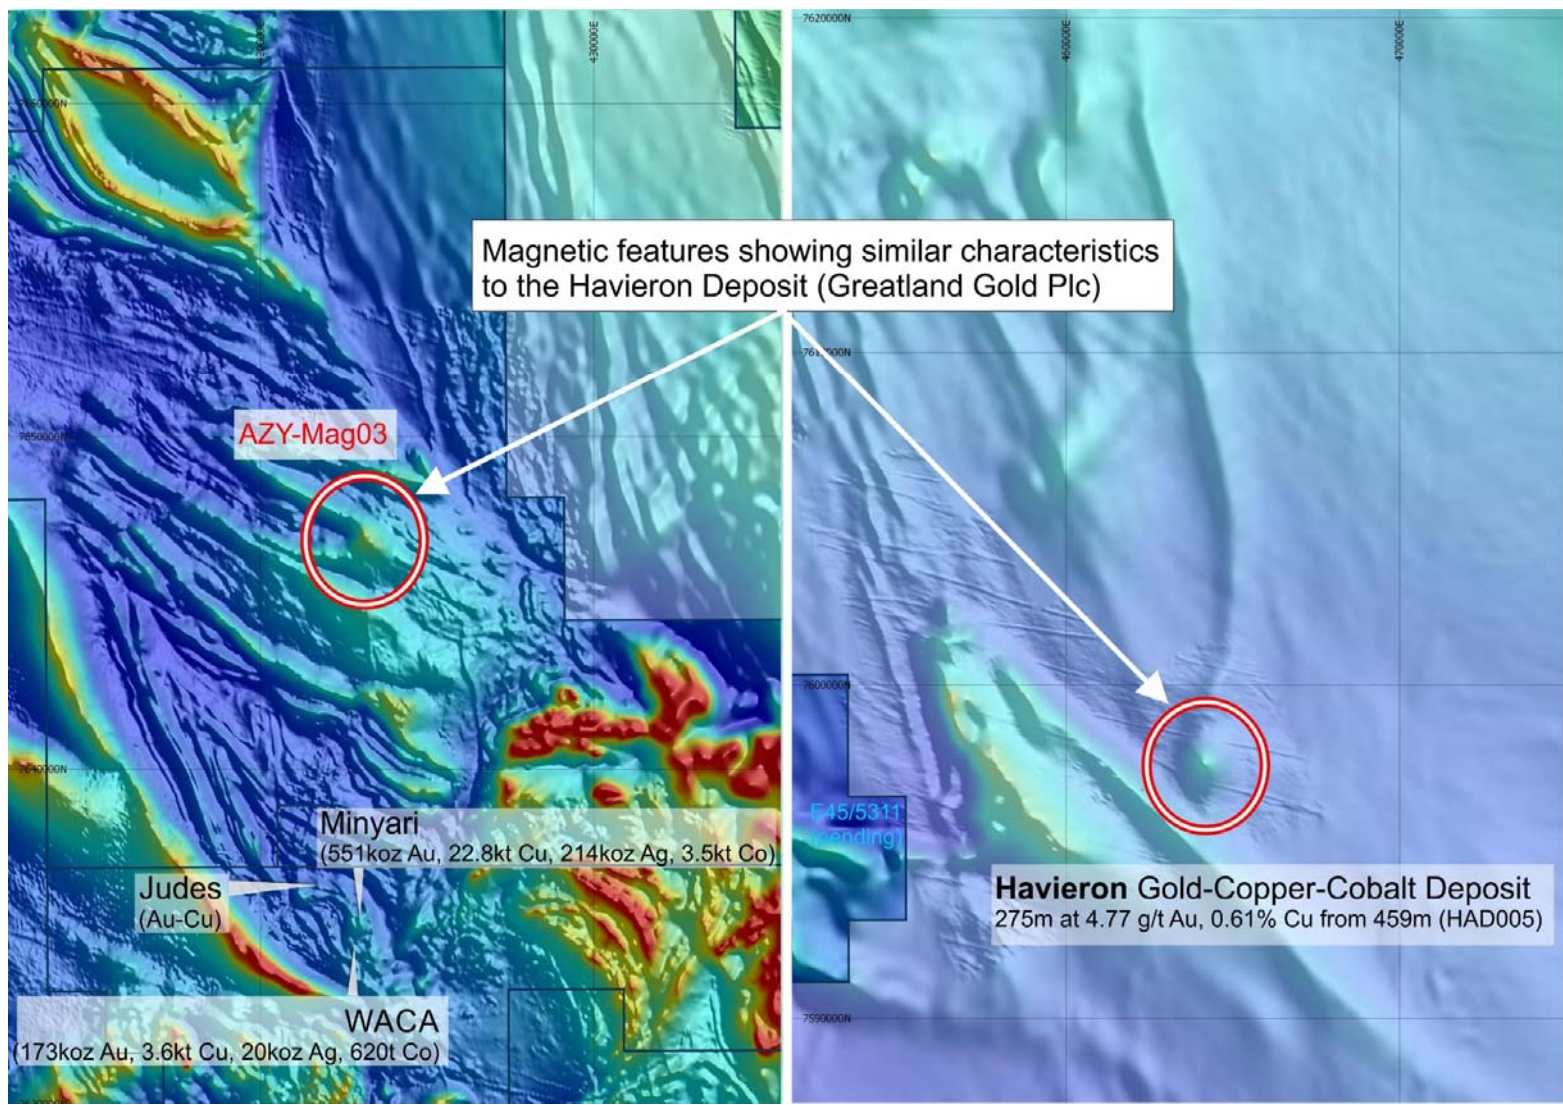 430000E
460000E
470000E
7620000N
Magnetic features showing similar characteristics
to the Havieron Deposit (Greatland Gold Plc)
AZY-Mag03
7650000N
7600000N
7640000N
E45/5311
(pending)
Minyari
(551koz Au, 22.8kt Cu, 214koz Ag, 3.5kt Co)
Judes
(Au-Cu)
Havieron Gold-Copper-Cobalt Deposit
275m at 4.77 g/t Au, 0.61% Cu from 459m (HAD005)
WACA
(173koz Au, 3.6kt Cu, 20koz Ag, 620t Co)
7590000N